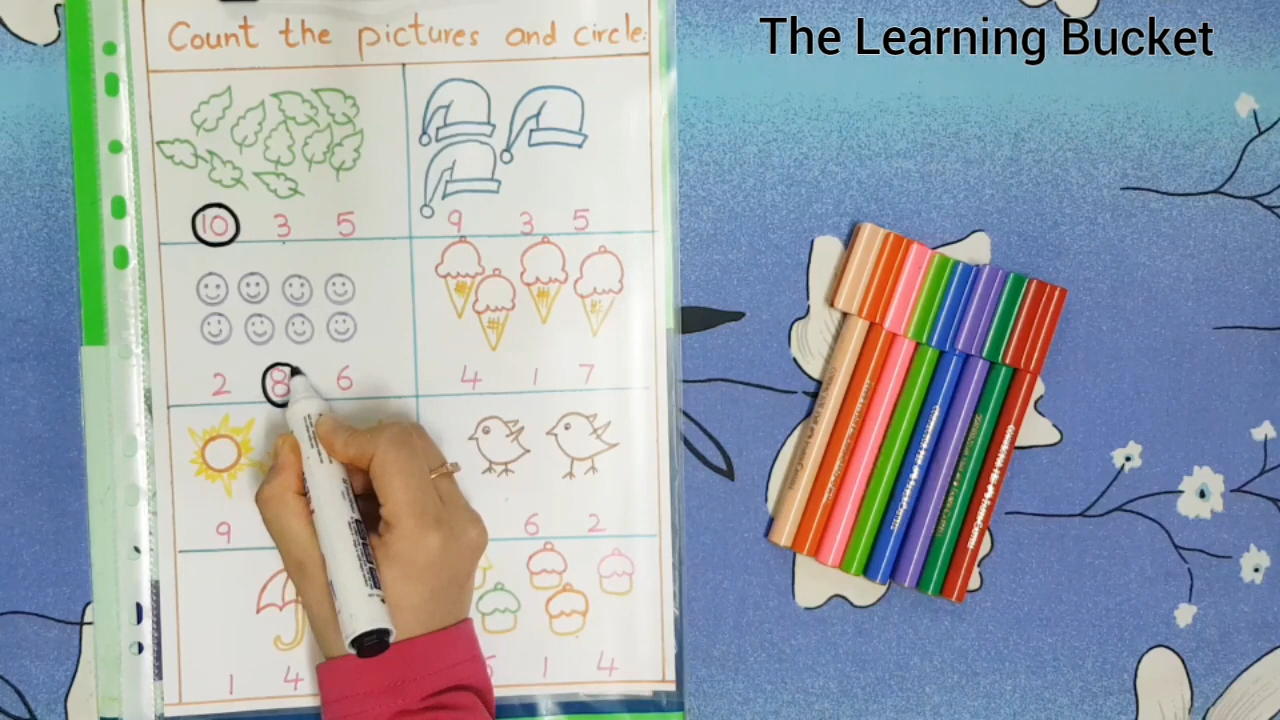 The Learning Bucket
Count the pictures and circle.
10 3 5
9 3 5
2 8 6
4 1 7
9
6 2
1 4
1 4